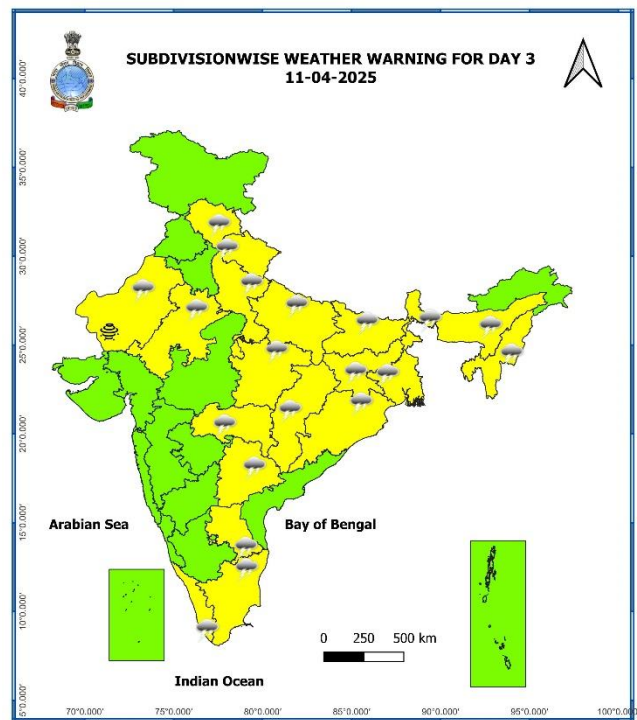 SUBDIVISIONWISE WEATHER WARNING FOR DAY 3
11-04-2025
40°0.000'
35°0.000'
30°0.000'
25°0.000'
20°0.000'
15°0.000'
10°0.000'
5°0.000'
Arabian Sea
Bay of Bengal
0 250 500 km
Indian Ocean
70°0.000' 75°0.000' 80°0.000' 85°0.000' 90°0.000' 95°0.000' 100°0.000'